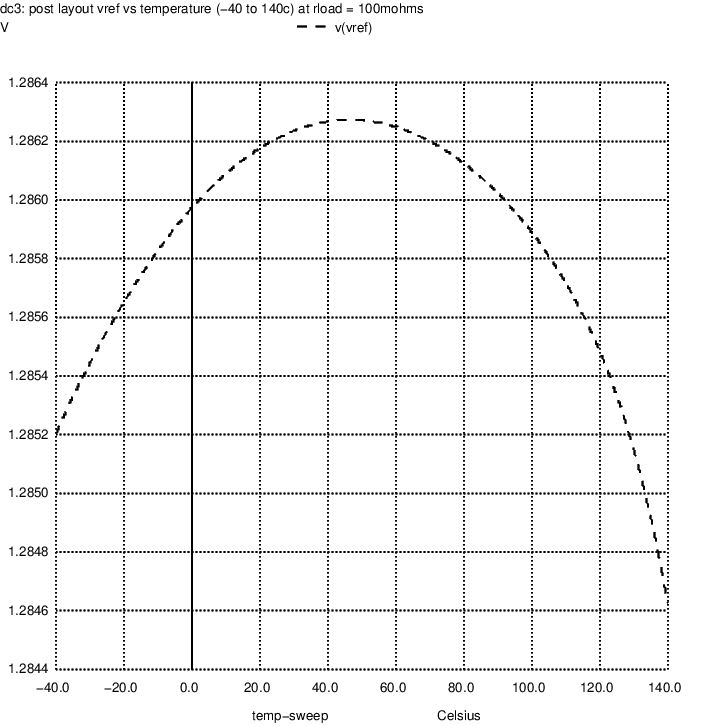 dc3: post layout vref vs temperature (−40 to 140c) at rload = 100mohms
V v(vref)
1.2864
1.2862
1.2860
1.2858
1.2856
1.2854
1.2852
1.2850
1.2848
1.2846
1.2844
−40.0 −20.0 0.0 20.0 40.0 60.0 80.0 100.0 120.0 140.0
temp−sweep Celsius